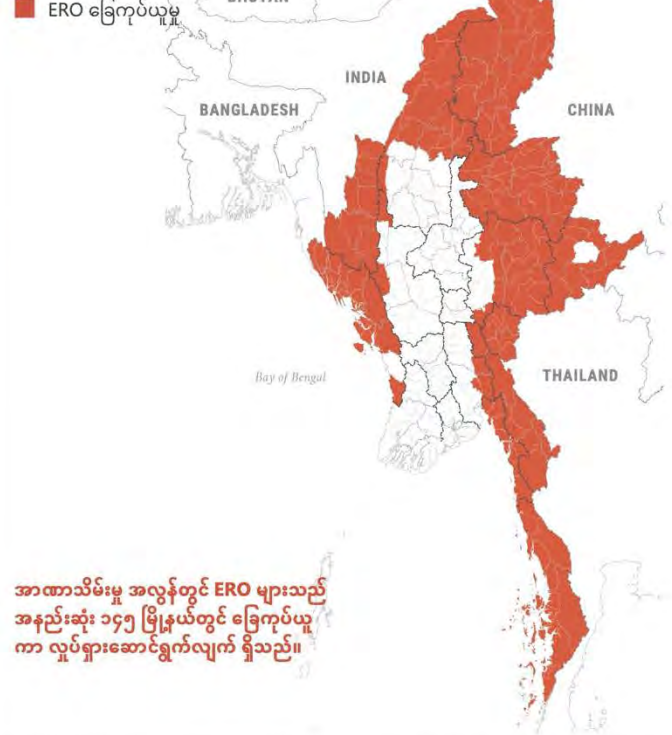 ERO ခြေကုပ်ယူမှု
INDIA
BANGLADESH
CHINA
Bay of Bengal
THAILAND
အာဏာသိမ်းမှု အလွန်တွင် ERO များသည်
အနည်းဆုံး ၁၄၅ မြို့နယ်တွင် ခြေကုပ်ယူ
ကာ လှုပ်ရှားဆောင်ရွက်လျက် ရှိသည်။